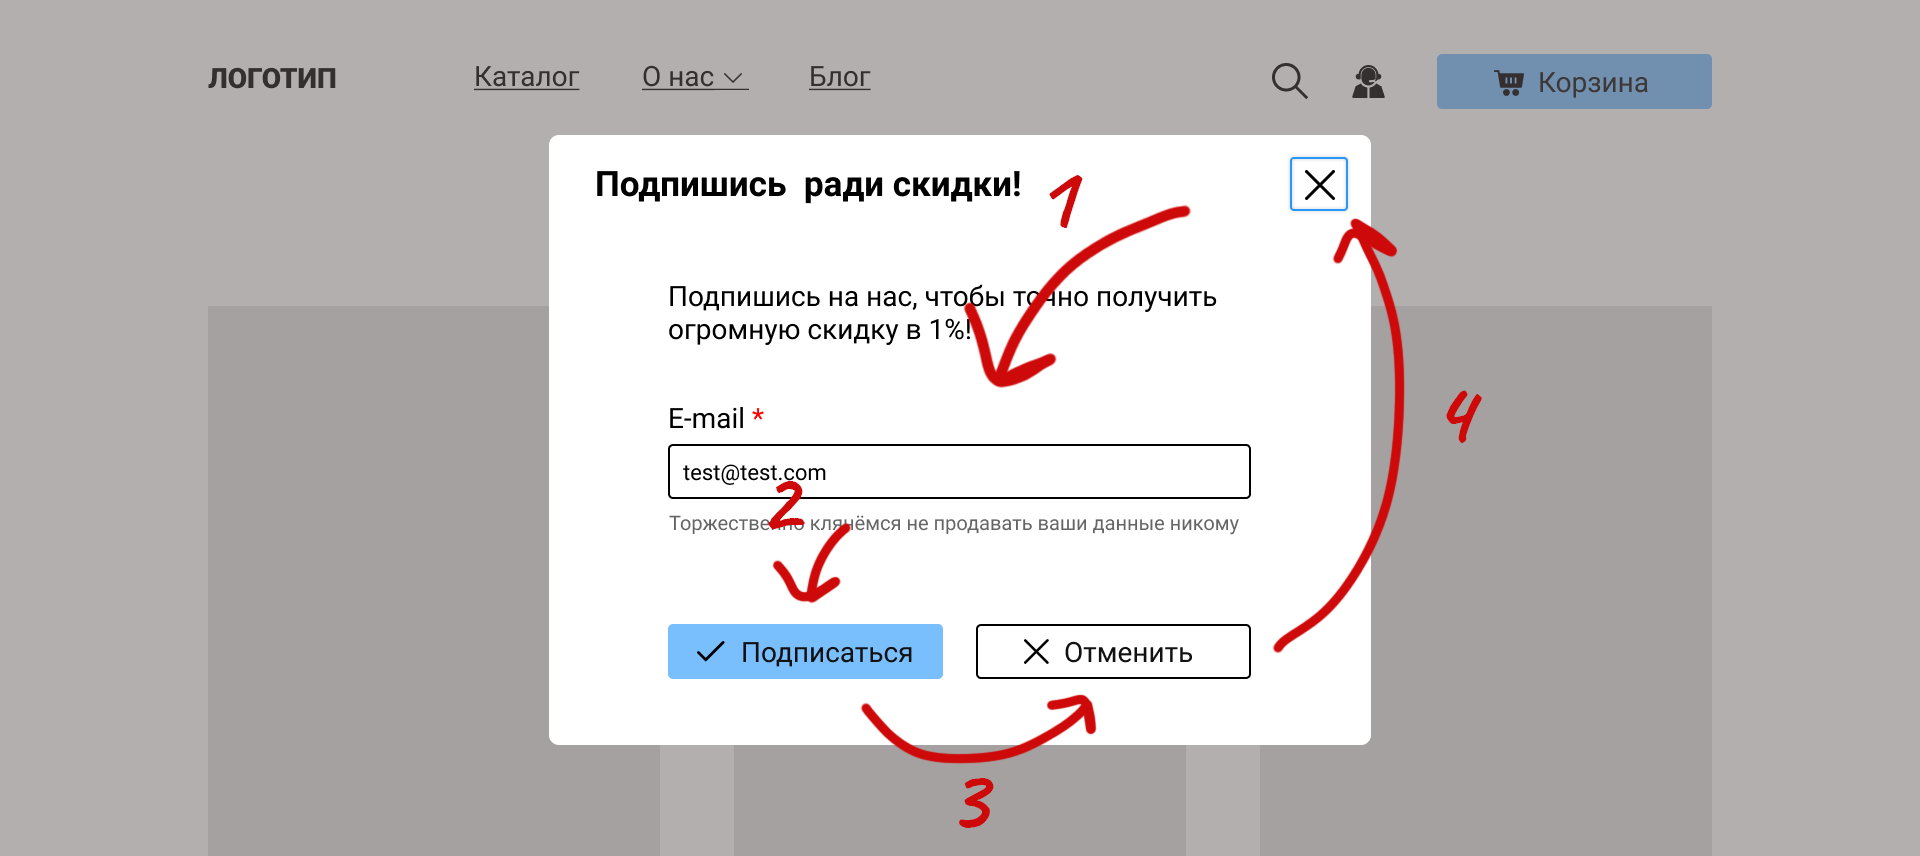 ЛОГОТИП
Каталог
О нас
Блог
Корзина
Подпишись ради скидки!
1
Подпишись на нас, чтобы точно получить
огромную скидку в 1%!
E-mail *
test@test.com
2
Торжественно клянёмся не продавать ваши данные никому
Подписаться
Отменить
3
4